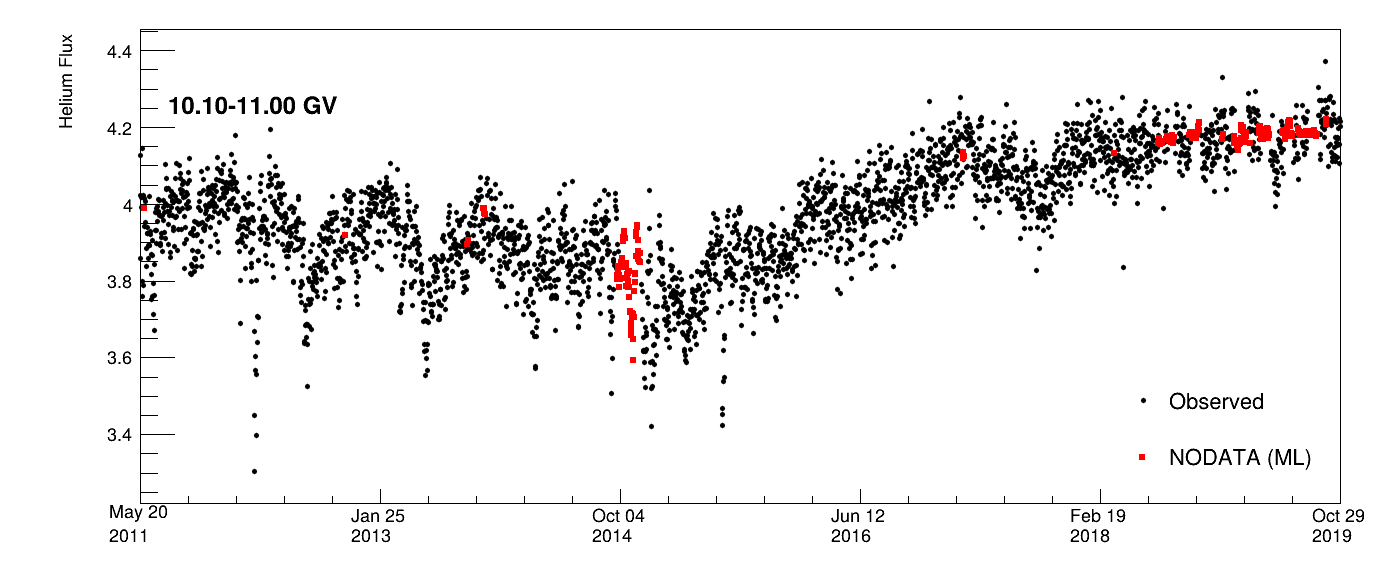 Helium Flux
4.4
4.2
4
3.8
3.6
3.4
10.10-11.00 GV
Observed
NODATA (ML)
May 20
2011
Jan 25
2013
Oct 04
2014
Jun 12
2016
Feb 19
2018
Oct 29
2019